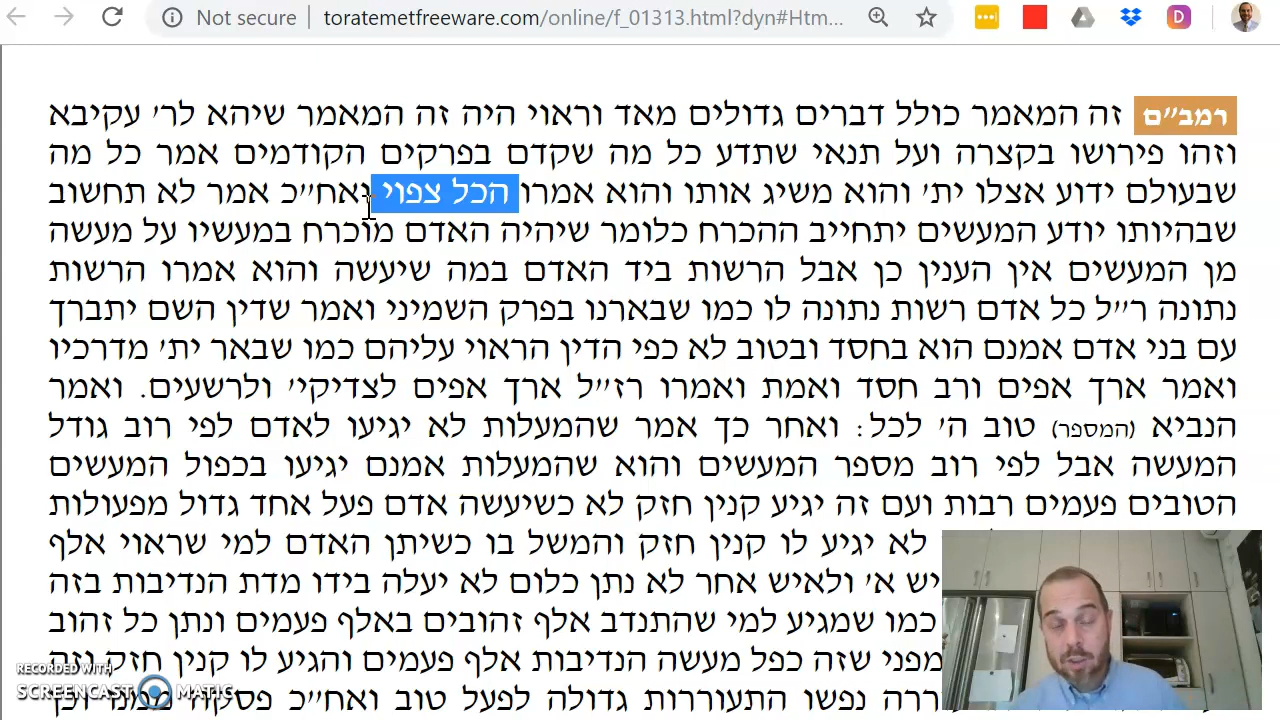 Not secure
toratemetfreeware.com/online/f_01313.html?dyn#Htm...
D
רמב״ם זה המאמר כולל דברים גדולים מאד וראוי היה זה המאמר שיהא לר׳ עקיבא
וזהו פירושו בקצרה ועל תנאי שתדע כל מה שקדם בפרקים הקודמים אמר כל מה
שבעולם ידוע אצלו ית׳ והוא משיג אותו והוא אמרו הכל צפוי ואח״כ אמר לא תחשוב
שבהיותו יודע המעשים יתחייב ההכרח כלומר שיהיה האדם מוכרח במעשיו על מעשה
מן המעשים אין הענין כן אבל הרשות ביד האדם במה שיעשה והוא אמרו הרשות
נתונה ר״ל כל אדם רשות נתונה לו כמו שבארנו בפרק השמיני ואמר שדין השם יתברך
עם בני אדם אמנם הוא בחסד ובטוב לא כפי הדין הראוי עליהם כמו שבאר ית׳ מדרכיו
ואמר ארך אפים ורב חסד ואמת ואמרו רז״ל ארך אפים לצדיקי׳ ולרשעים. ואמר
הנביא (המספר) טוב ה׳ לכל: ואחר כך אמר שהמעלות לא יגיעו לאדם לפי רוב גודל
המעשה אבל לפי רוב מספר המעשים והוא שהמעלות אמנם יגיעו בכפול המעשים
הטובים פעמים רבות ועם זה יגיע קנין חזק לא כשיעשה אדם פעל אחד גדול מפעולות
לא יגיע לו קנין חזק והמשל בו כשיתן האדם למי שראוי אלף
יש א׳ ולאיש אחר לא נתן כלום לא יעלה בידו מדת הנדיבות בזה
כמו שמגיע למי שהתנדב אלף זהובים באלף פעמים ונתן כל זהוב
מפני שזה כפל מעשה הנדיבות אלף פעמים והגיע לו קנין חזק וזה
ררה נפשו התעוררות גדולה לפעל טוב ואח״כ פסקה ממנו וכן
RECORDED WITH
SCREENCAST MATIC